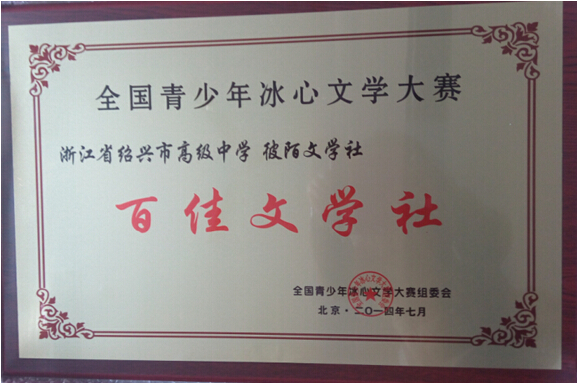 全国青少年冰心文学大赛
浙江省绍兴市高级中学 彼陌文学社
百佳文学社
全国青少年冰心文学大赛组委会
北京·二〇一四年七月